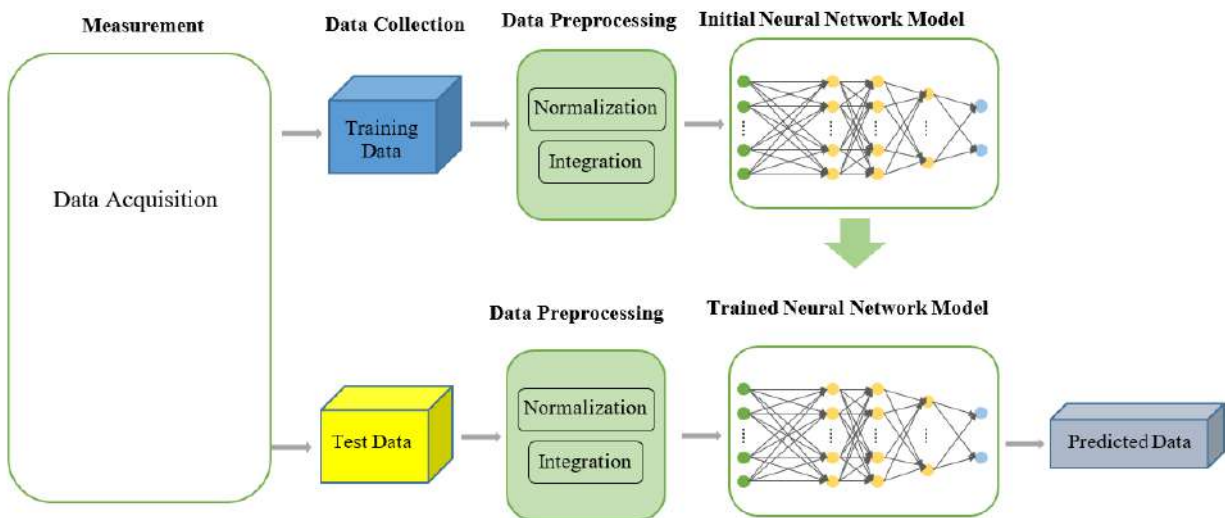 Measurement
Data Collection
Data Preprocessing
Initial Neural Network Model
Data Acquisition
Training
Data
Normalization
Integration
Data Preprocessing
Trained Neural Network Model
Test Data
Normalization
Integration
Predicted Data